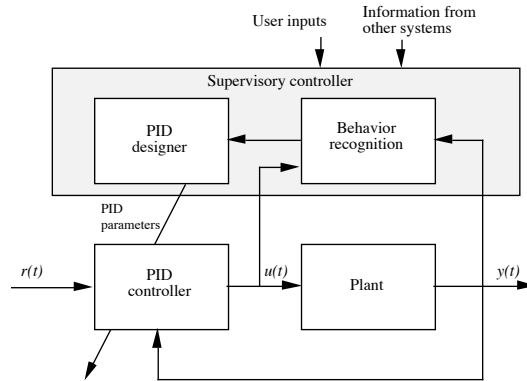 User inputs
Information from
other systems
Supervisory controller
PID
designer
Behavior
recognition
PID
parameters
r(t)
PID
controller
u(t)
Plant
y(t)